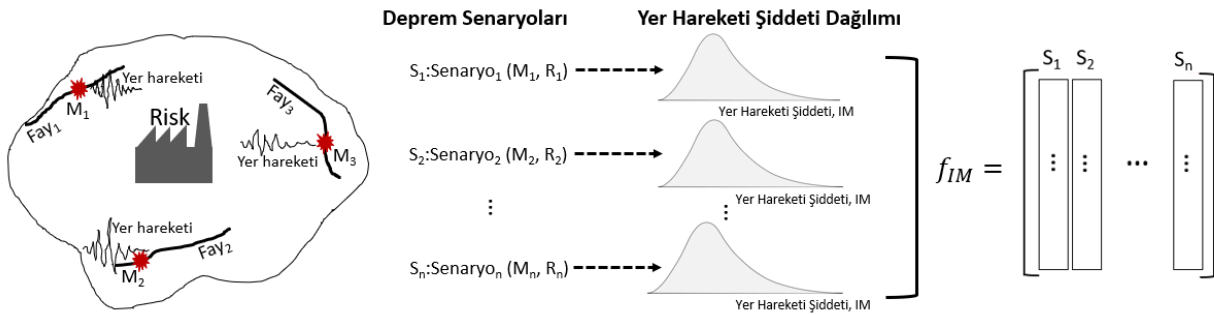 Deprem Senaryoları
Yer Hareketi Şiddeti Dağılımı
Yer hareketi
M₁
Fay₁
Risk
Fay₃
Yer hareketi
M₃
Yer hareketi
Fay₂
M₂
S₁:Senaryo₁ (M₁, R₁)
Yer Hareketi Şiddeti, IM
S₂:Senaryo₂ (M₂, R₂)
Yer Hareketi Şiddeti, IM
⋮
⋮
Sₙ:Senaryoₙ (Mₙ, Rₙ)
Yer Hareketi Şiddeti, IM
f_IM =
S₁ S₂ Sₙ
⋮ ⋮ ⋯ ⋮